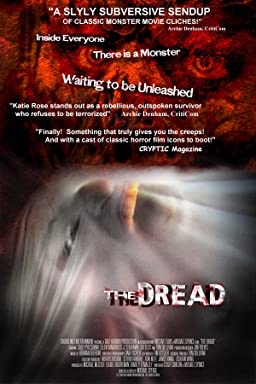 "A SLYLY SUBVERSIVE SENDUP
OF CLASSIC MONSTER MOVIE CLICHES!"
Archie Denham, CritiCom
Inside Everyone
There is a Monster
Waiting to be Unleashed
"Katie Rose stands out as a rebellious, outspoken survivor
who refuses to be terrorized" Archie Denham, CritiCom
"Finally! Something that truly gives you the creeps!
And with a cast of classic horror film icons to boot!"
CRYPTIC Magazine
THE DREAD